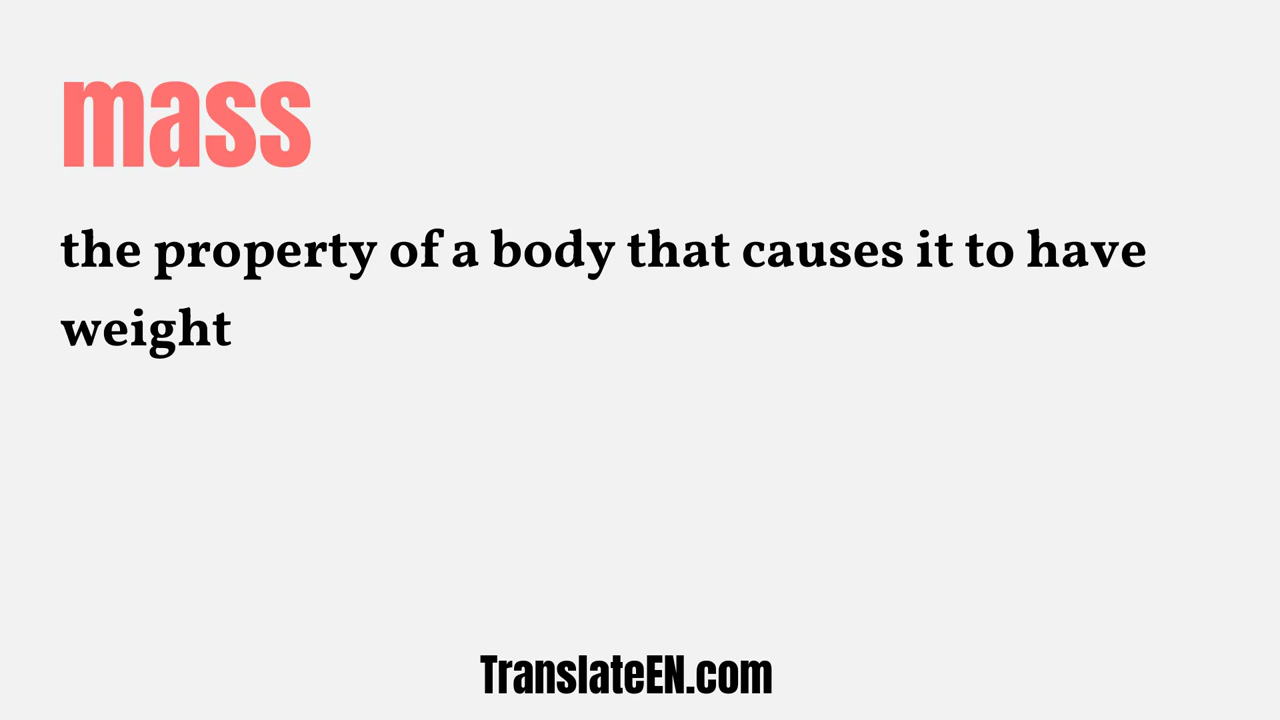 mass
the property of a body that causes it to have
weight
TranslateEN.com